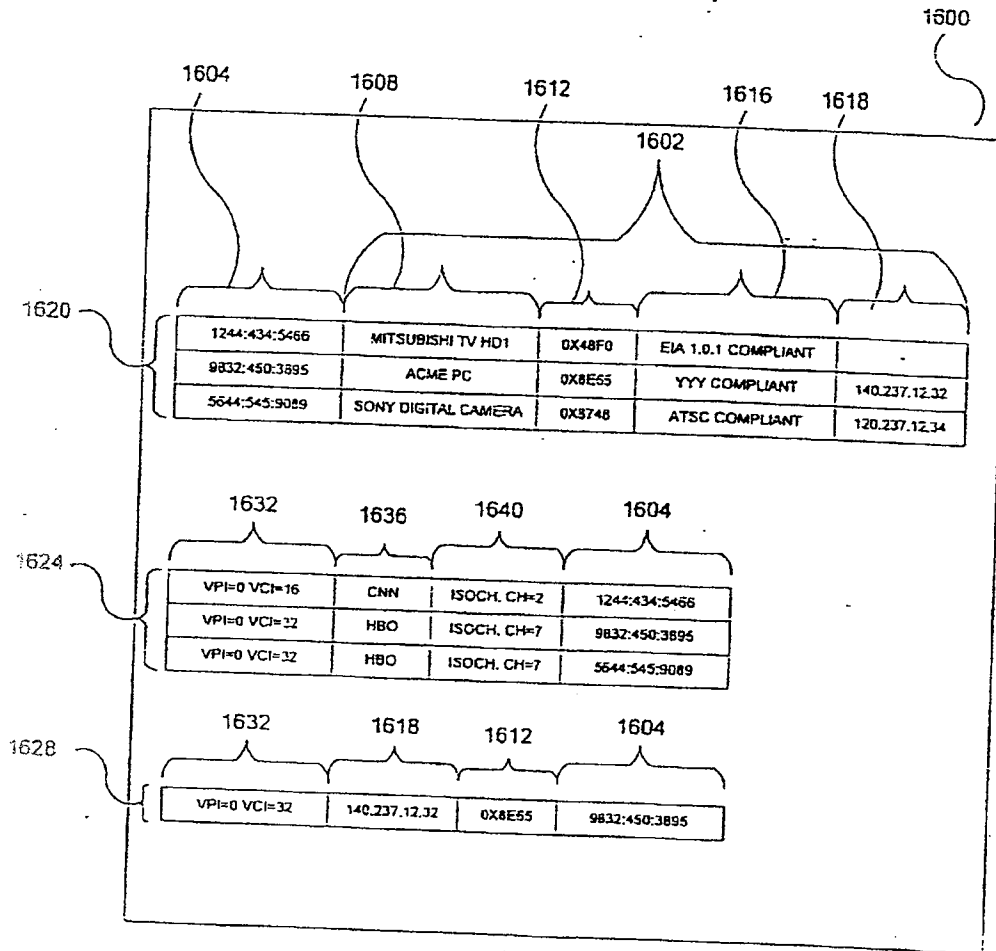 1600
1604 1608 1612 1616 1618
1602
1620
1244:434:5466 MITSUBISHI TV HD1 0X48F0 EIA 1.0.1 COMPLIANT
9832:450:3895 ACME PC 0X8E55 YYY COMPLIANT 140.237.12.32
5644:545:9089 SONY DIGITAL CAMERA 0X8748 ATSC COMPLIANT 120.237.12.34
1632 1636 1640 1604
1624
VPI=0 VCI=16 CNN ISOCH. CH=2 1244:434:5466
VPI=0 VCI=32 HBO ISOCH. CH=7 9832:450:3895
VPI=0 VCI=32 HBO ISOCH. CH=7 5644:545:9089
1632 1618 1612 1604
1628
VPI=0 VCI=32 140.237.12.32 0X8E55 9832:450:3895